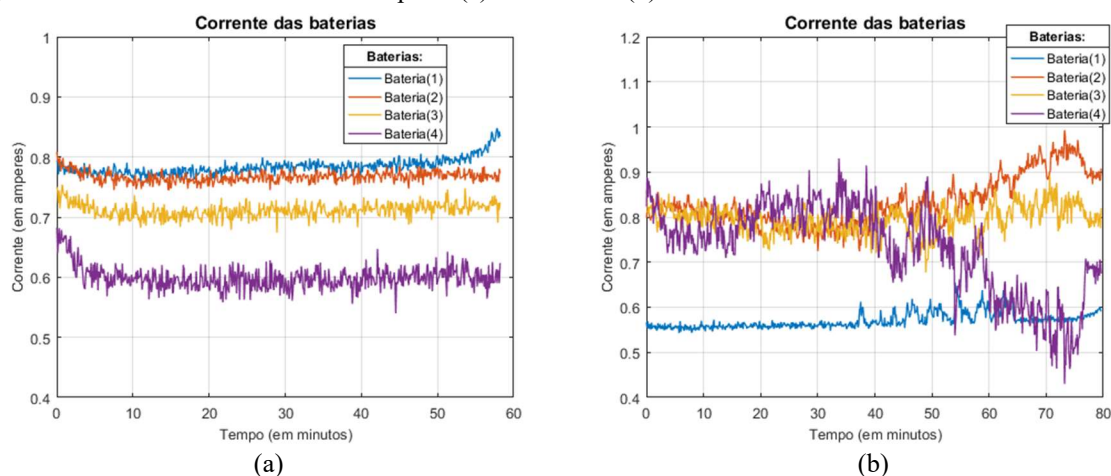 Corrente das baterias
Baterias:
Bateria(1)
Bateria(2)
Bateria(3)
Bateria(4)
Corrente (em amperes)
1
0.9
0.8
0.7
0.6
0.5
0.4
0 10 20 30 40 50 60
Tempo (em minutos)
(a)
Corrente das baterias
Baterias:
Bateria(1)
Bateria(2)
Bateria(3)
Bateria(4)
Corrente (em amperes)
1.2
1.1
1
0.9
0.8
0.7
0.6
0.5
0.4
0 10 20 30 40 50 60 70 80
Tempo (em minutos)
(b)